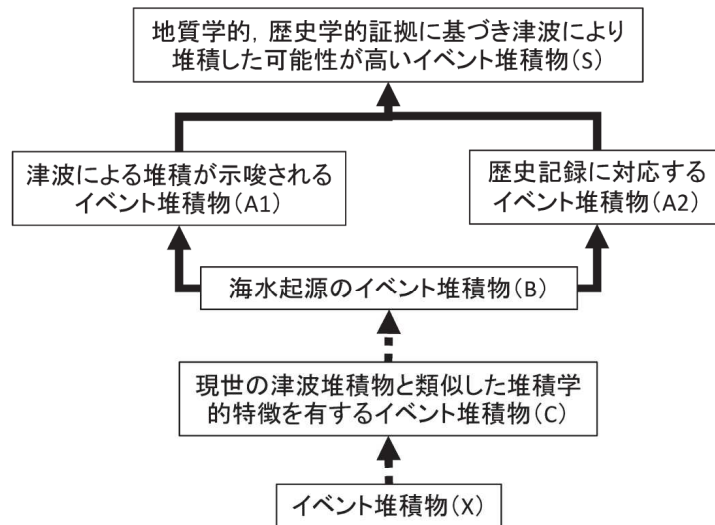 地質学的，歴史学的証拠に基づき津波により
堆積した可能性が高いイベント堆積物（S）
津波による堆積が示唆される
イベント堆積物（A1）
歴史記録に対応する
イベント堆積物（A2）
海水起源のイベント堆積物（B）
現世の津波堆積物と類似した堆積学
的特徴を有するイベント堆積物（C）
イベント堆積物（X）